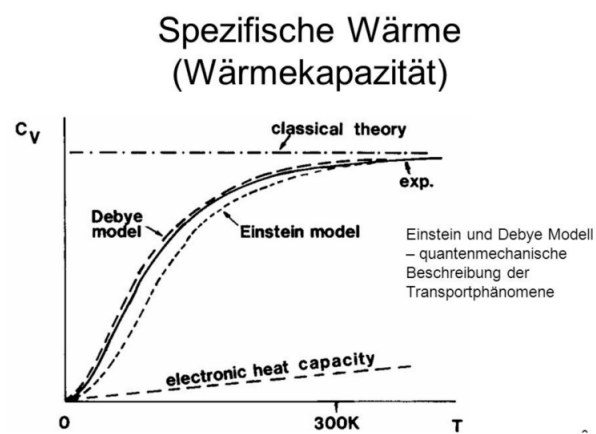 Spezifische Wärme
(Wärmekapazität)
Cv
classical theory
exp.
Debye
model
Einstein model
Einstein und Debye Modell
– quantenmechanische
Beschreibung der
Transportphänomene
electronic heat capacity
0
300K
T